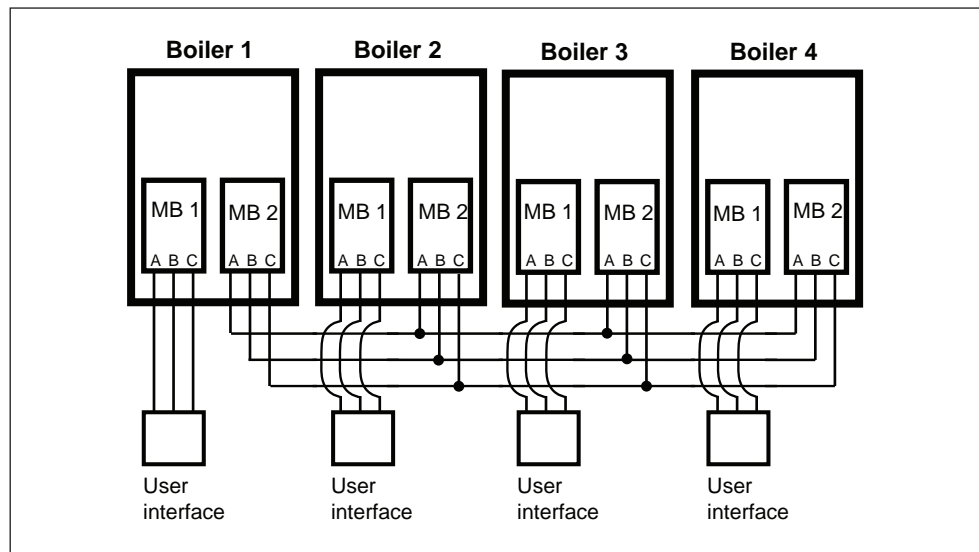 Boiler 1
Boiler 2
Boiler 3
Boiler 4
MB 1
MB 2
MB 1
MB 2
MB 1
MB 2
MB 1
MB 2
A B C
A B C
A B C
A B C
A B C
A B C
A B C
A B C
User
interface
User
interface
User
interface
User
interface